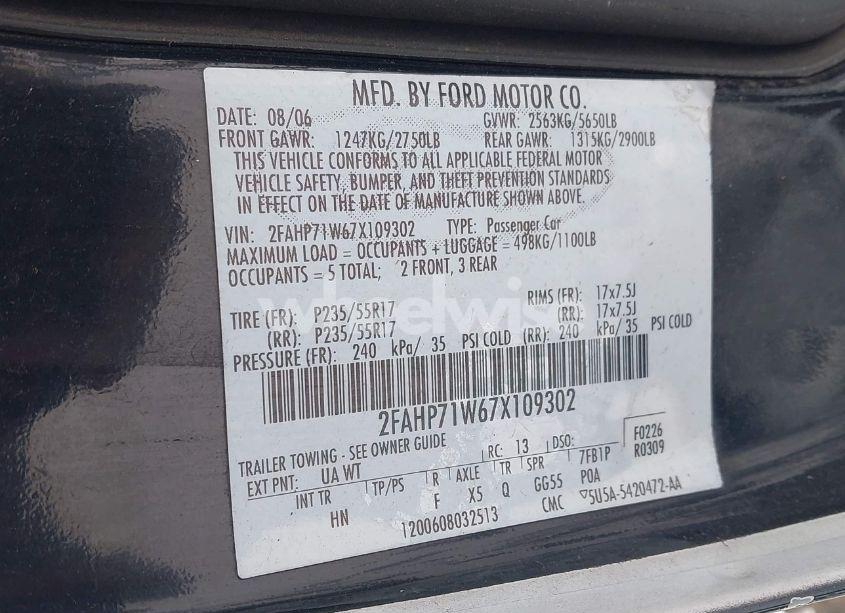 MFD. BY FORD MOTOR CO.
DATE: 08/06 GVWR: 2563KG/5650LB
FRONT GAWR: 1247KG/2750LB REAR GAWR: 1315KG/2900LB
THIS VEHICLE CONFORMS TO ALL APPLICABLE FEDERAL MOTOR
VEHICLE SAFETY, BUMPER, AND THEFT PREVENTION STANDARDS
IN EFFECT ON THE DATE OF MANUFACTURE SHOWN ABOVE.
VIN: 2FAHP71W67X109302 TYPE: Passenger Car
MAXIMUM LOAD = OCCUPANTS + LUGGAGE = 498KG/1100LB
OCCUPANTS = 5 TOTAL; 2 FRONT, 3 REAR
wheelwise
TIRE (FR): P235/55R17 RIMS (FR): 17x7.5J
(RR): P235/55R17 (RR): 17x7.5J
PRESSURE (FR): 240 kPa/ 35 PSI COLD (RR): 240 kPa/ 35 PSI COLD
2FAHP71W67X109302
TRAILER TOWING - SEE OWNER GUIDE RC: 13 DSO: F0226
EXT PNT: UA WT 7FB1P R0309
INT TR TP/PS R AXLE TR SPR POA
HN F X5 Q GG55 CMC 5U5A-5420472-AA
1200608032513